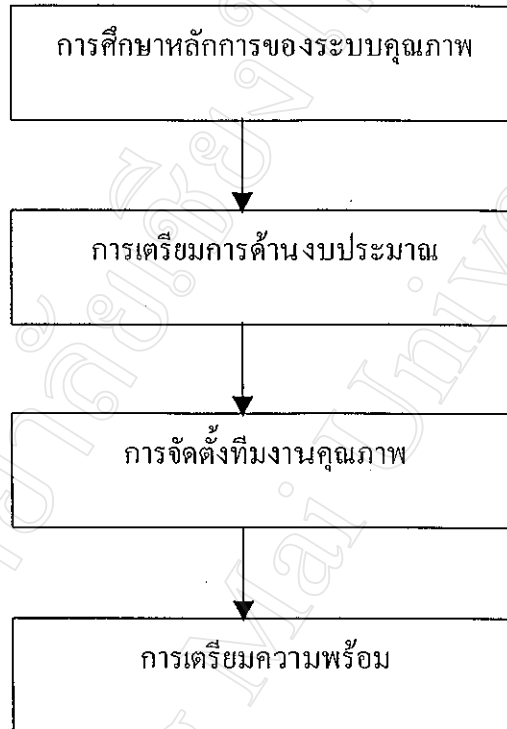 การศึกษาหลักการของระบบคุณภาพ
การเตรียมการด้านงบประมาณ
การจัดตั้งทีมงานคุณภาพ
การเตรียมความพร้อม